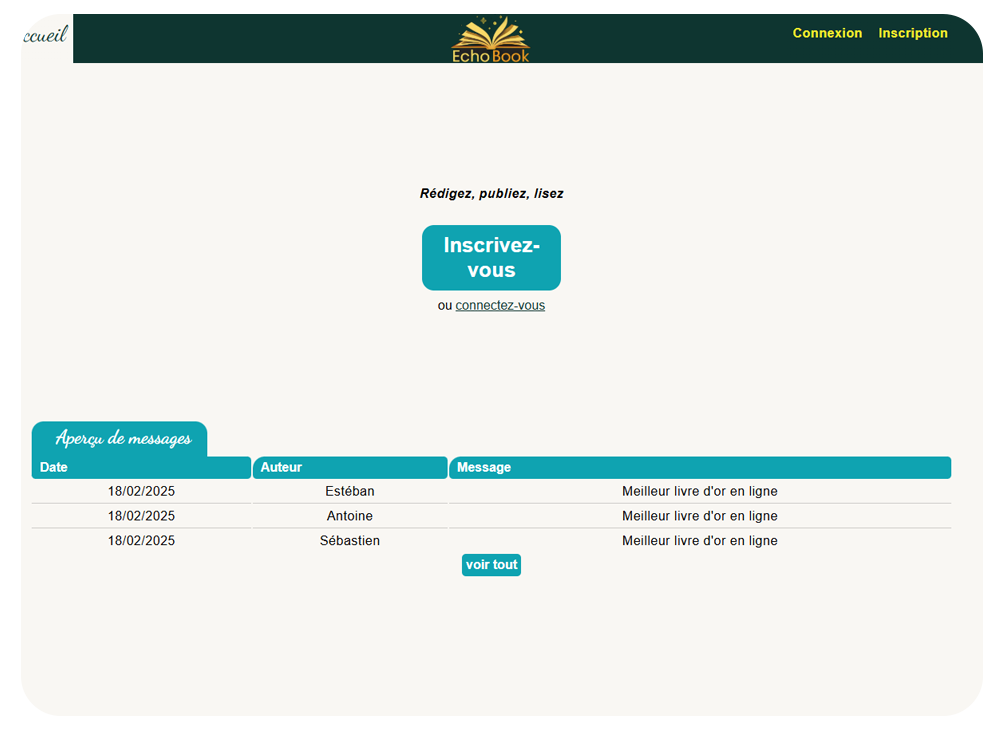 ccueil
EchoBook
Connexion Inscription
Rédigez, publiez, lisez
Inscrivez-
vous
ou connectez-vous
Aperçu de messages
Date Auteur Message
18/02/2025 Estéban Meilleur livre d'or en ligne
18/02/2025 Antoine Meilleur livre d'or en ligne
18/02/2025 Sébastien Meilleur livre d'or en ligne
voir tout